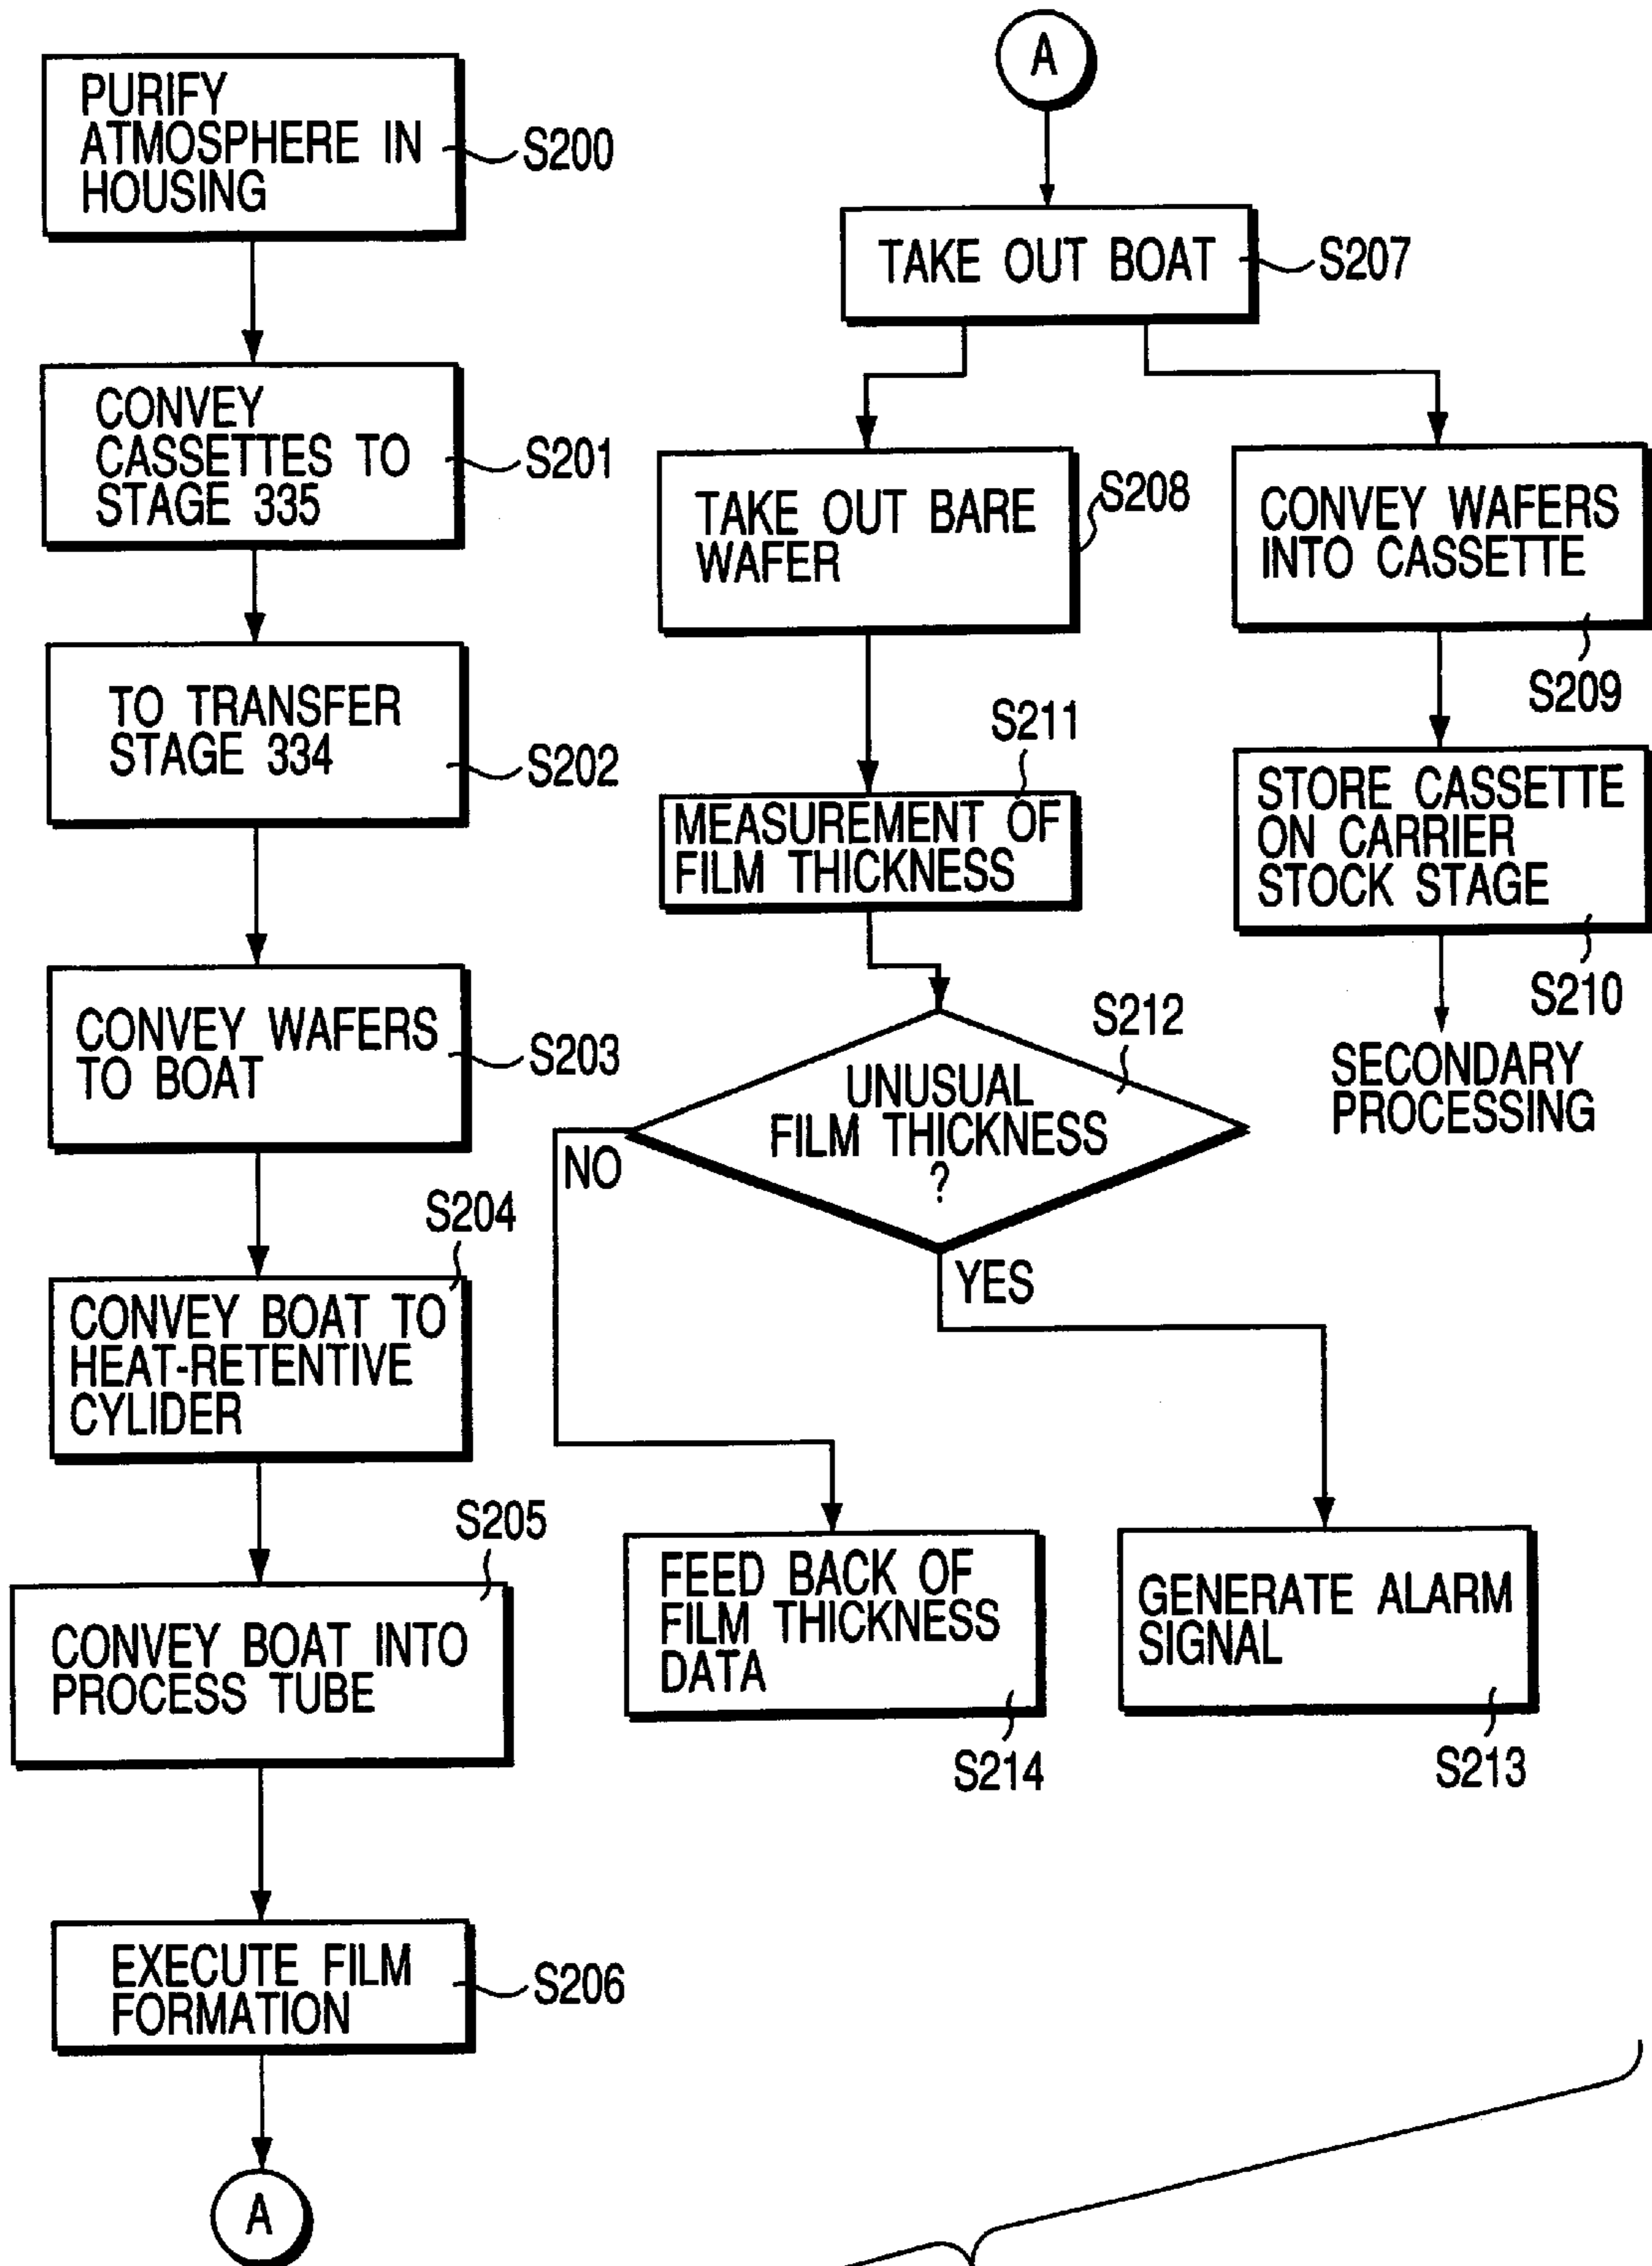 PURIFY
ATMOSPHERE IN
HOUSING
S200
CONVEY
CASSETTES TO
STAGE 335
S201
TO TRANSFER
STAGE 334
S202
CONVEY WAFERS
TO BOAT
S203
S204
CONVEY BOAT TO
HEAT-RETENTIVE
CYLIDER
S205
CONVEY BOAT INTO
PROCESS TUBE
EXECUTE FILM
FORMATION
S206
A
A
TAKE OUT BOAT
S207
TAKE OUT BARE
WAFER
S208
CONVEY WAFERS
INTO CASSETTE
S209
S211
MEASUREMENT OF
FILM THICKNESS
STORE CASSETTE
ON CARRIER
STOCK STAGE
S210
SECONDARY
PROCESSING
S212
UNUSUAL
FILM THICKNESS
?
NO
YES
FEED BACK OF
FILM THICKNESS
DATA
S214
GENERATE ALARM
SIGNAL
S213